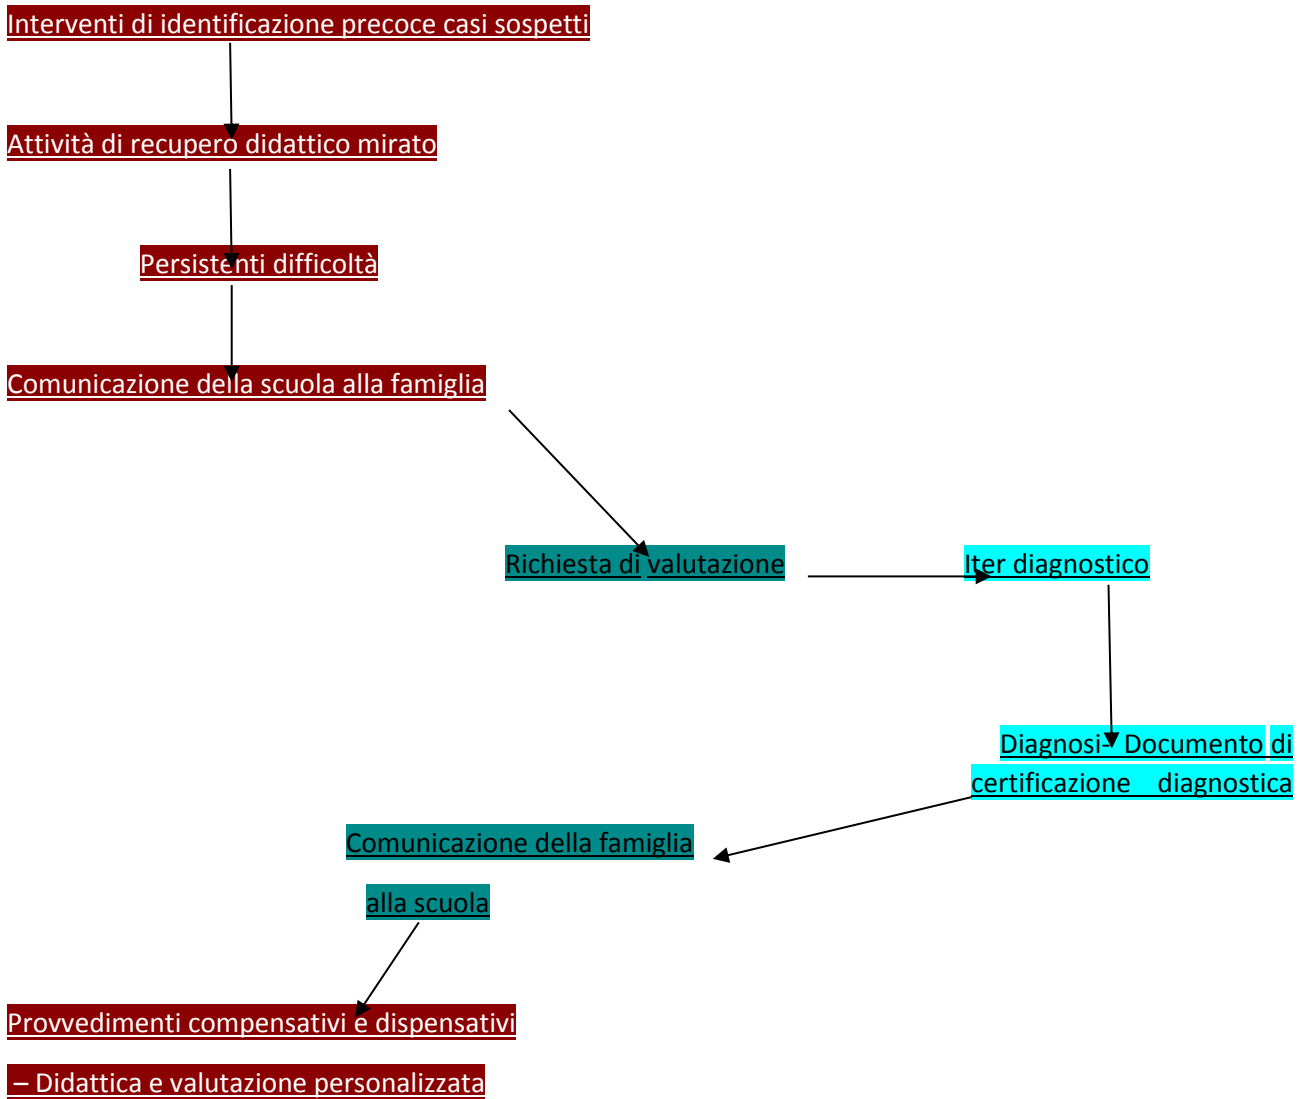 Interventi di identificazione precoce casi sospetti
Attività di recupero didattico mirato
Persistenti difficoltà
Comunicazione della scuola alla famiglia
Richiesta di valutazione
Iter diagnostico
Diagnosi- Documento di
certificazione diagnostica
Comunicazione della famiglia
alla scuola
Provvedimenti compensativi e dispensativi
– Didattica e valutazione personalizzata